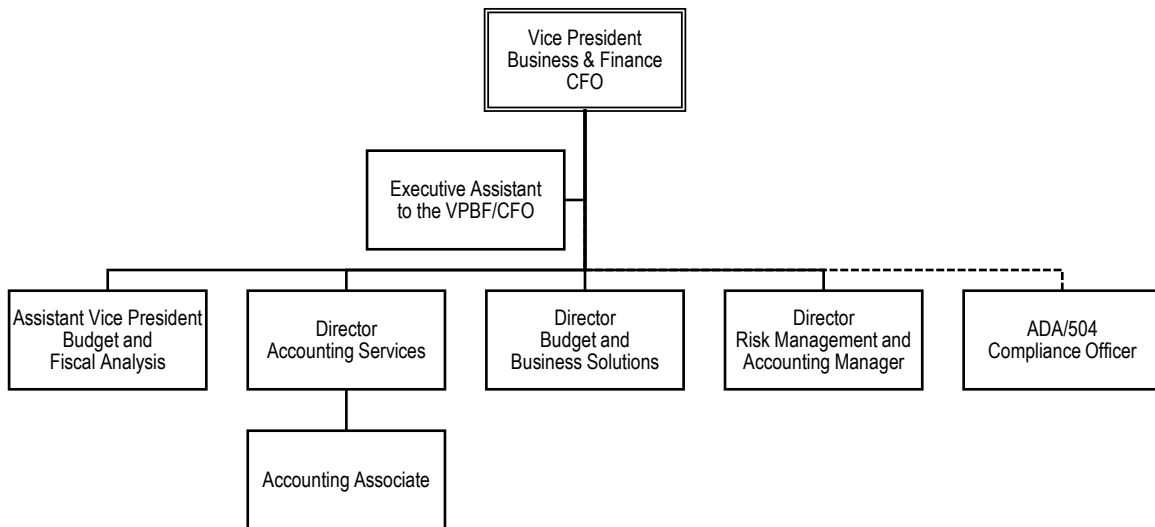 Vice President
Business & Finance
CFO
Executive Assistant
to the VPBF/CFO
Assistant Vice President
Budget and
Fiscal Analysis
Director
Accounting Services
Director
Budget and
Business Solutions
Director
Risk Management and
Accounting Manager
ADA/504
Compliance Officer
Accounting Associate